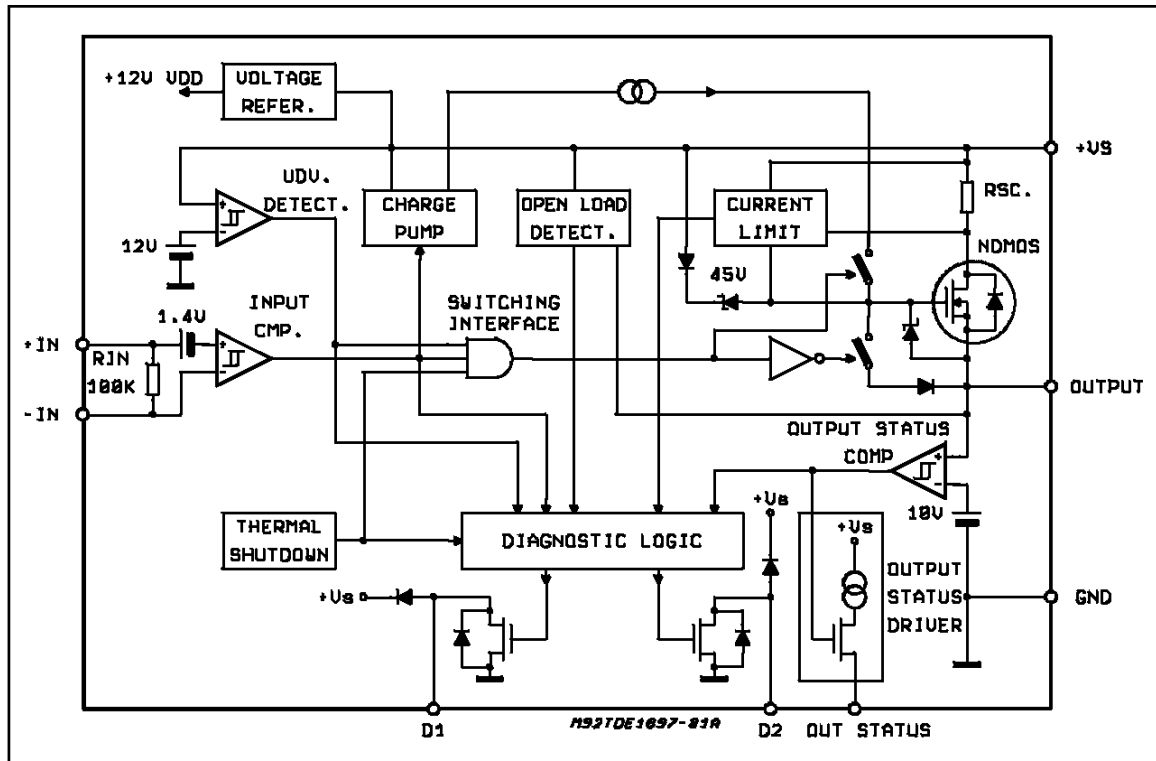 +12V VDD
VOLTAGE
REFER.
+VS
UDV.
DETECT.
CHARGE
PUMP
OPEN LOAD
DETECT.
CURRENT
LIMIT
RSC.
+
-
12V
45V
NDMOS
INPUT
CMP.
SWITCHING
INTERFACE
1.4V
+IN
RIN
100K
+
-
-IN
OUTPUT
OUTPUT STATUS
COMP
+
-
10V
+Vs
+Vs
THERMAL
SHUTDOWN
DIAGNOSTIC LOGIC
OUTPUT
STATUS
DRIVER
+Vs
GND
D1
M92TDE1897-01A
D2
OUT STATUS